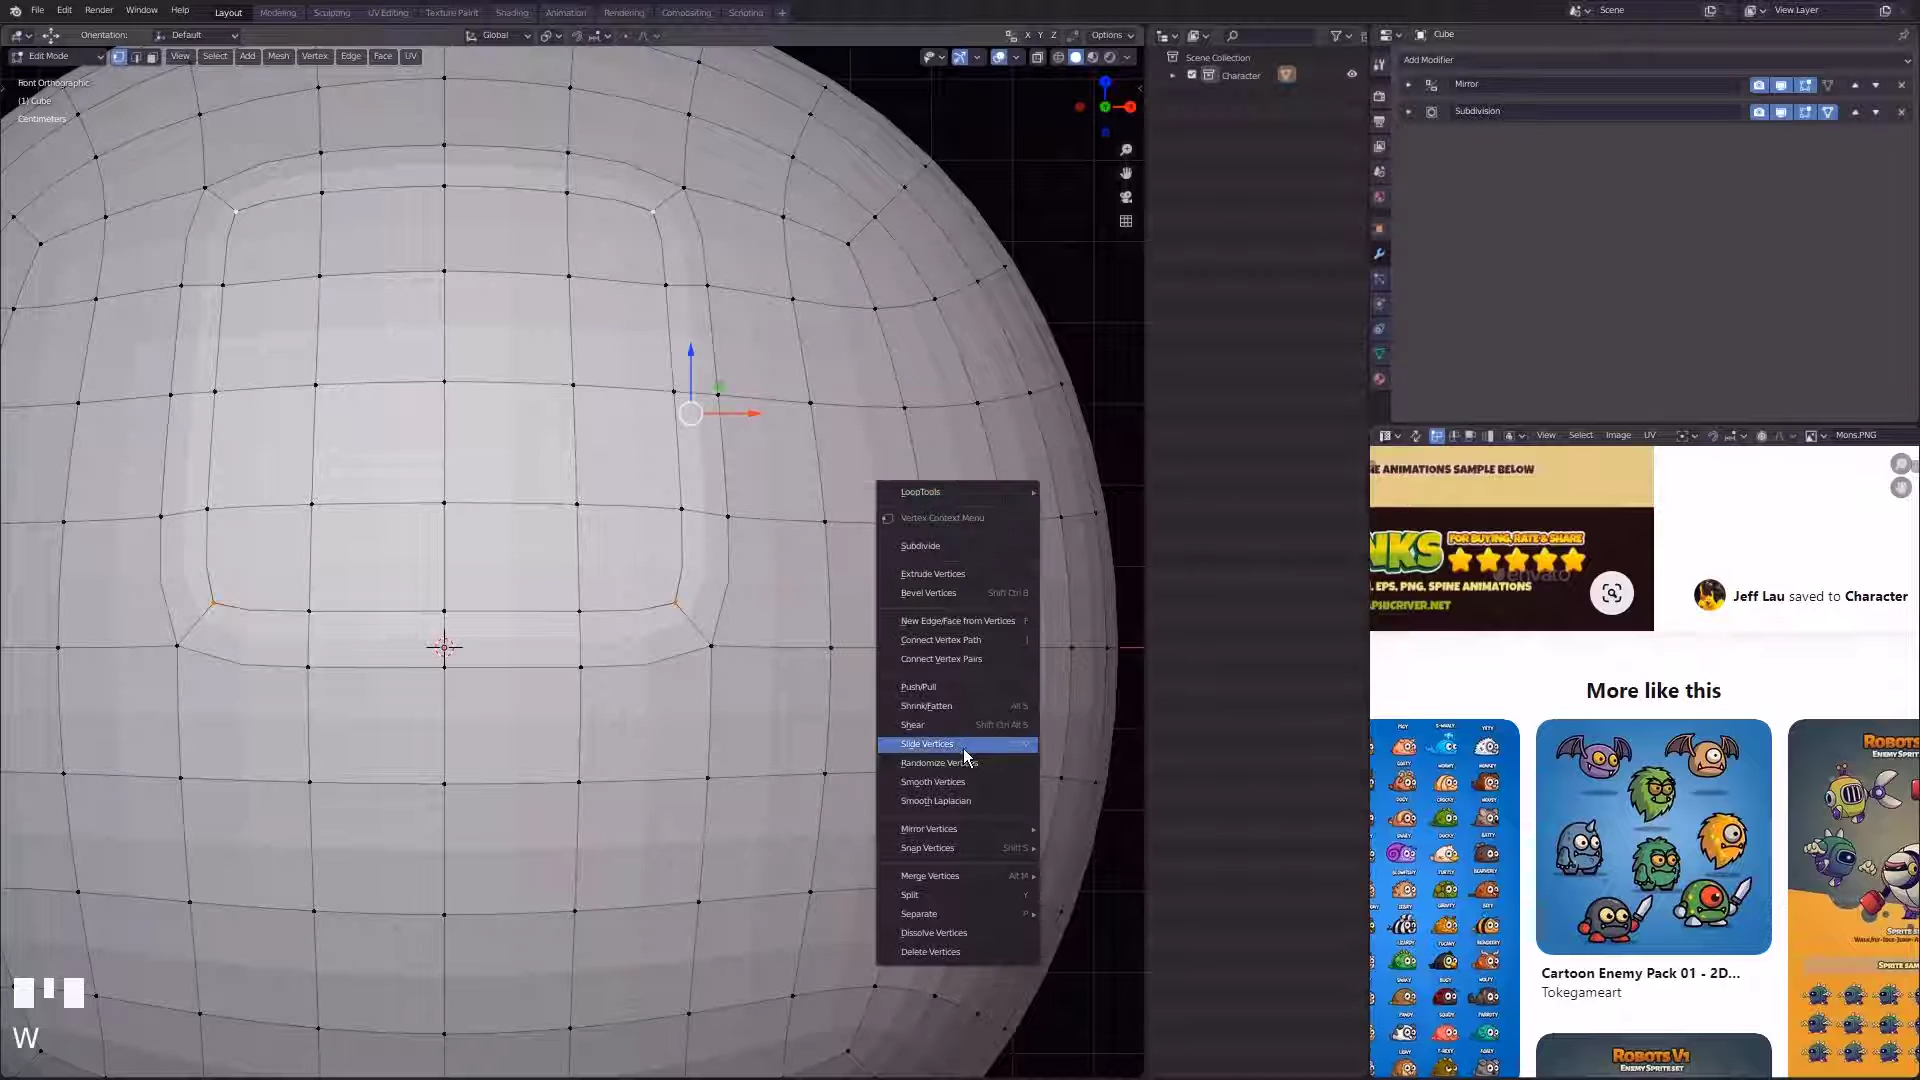 File Edit Render Window Help Layout Modeling Sculpting UV Editing Texture Paint Shading Animation Rendering Compositing Scripting +
Scene
View Layer
Orientation: Default
Global
X Y Z
Options
Cube
Edit Mode
View Select Add Mesh Vertex Edge Face UV
Scene Collection
Character
Add Modifier
Mirror
Subdivision
Front Orthographic
(1) Cube
Centimeters
View Select Image UV
Mons.PNG
E ANIMATIONS SAMPLE BELOW
NKS FOR BUYING, RATE & SHARE
envato
, EPS, PNG, SPINE ANIMATIONS
PHICRIVER.NET
Jeff Lau saved to Character
More like this
LoopTools
Vertex Context Menu
Subdivide
Extrude Vertices
Bevel Vertices Shift Ctrl B
New Edge/Face from Vertices F
Connect Vertex Path J
Connect Vertex Pairs
Push/Pull
Shrink/Fatten Alt S
Shear Shift Ctrl Alt S
Slide Vertices V
Randomize Vertices
Smooth Vertices
Smooth Laplacian
Mirror Vertices
Snap Vertices Shift S
Merge Vertices Alt M
Split Y
Separate P
Dissolve Vertices
Delete Vertices
Cartoon Enemy Pack 01 - 2D...
Tokegameart
ROBOTS
ENEMY SPRITE
ROBOTS V1
ENEMY SPRITE SET
W